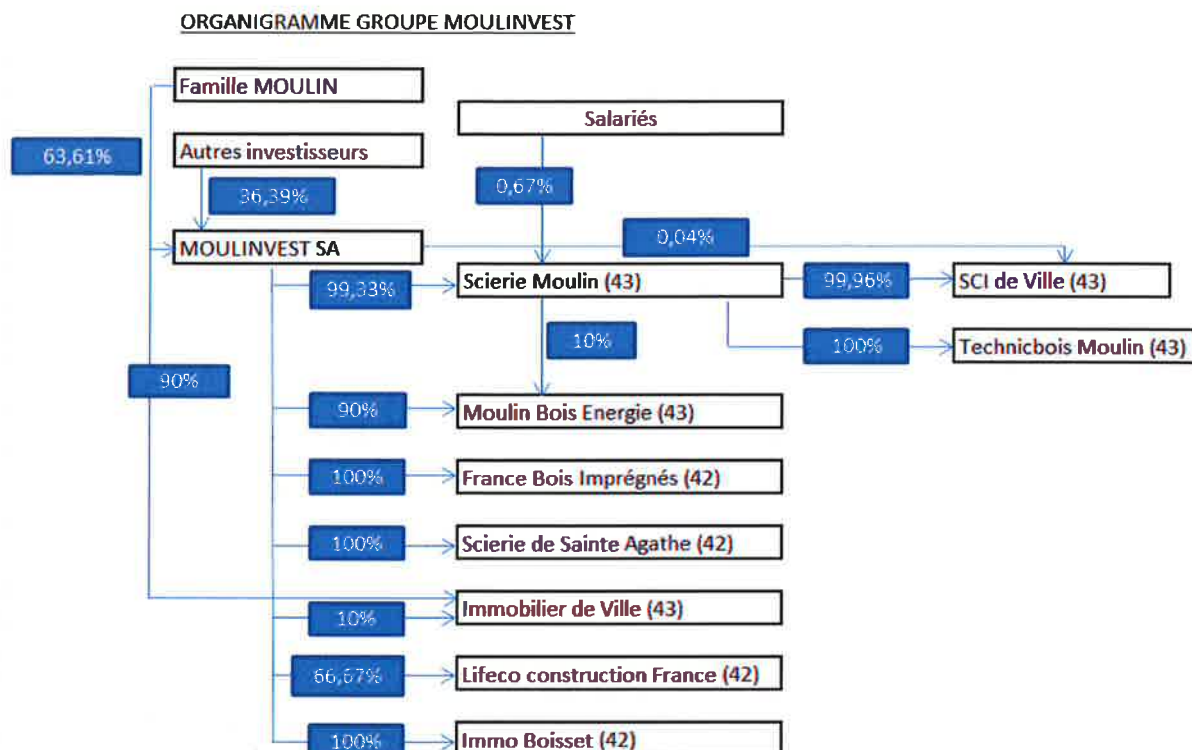 ORGANIGRAMME GROUPE MOULINVEST
Famille MOULIN
Salariés
63,61%
Autres investisseurs
36,39%
0,67%
MOULINVEST SA
0,04%
99,33%
Scierie Moulin (43)
99,96%
SCI de Ville (43)
10%
100%
Technicbois Moulin (43)
90%
90%
Moulin Bois Energie (43)
100%
France Bois Imprégnés (42)
100%
Scierie de Sainte Agathe (42)
10%
Immobilier de Ville (43)
66,67%
Lifeco construction France (42)
100%
Immo Boisset (42)